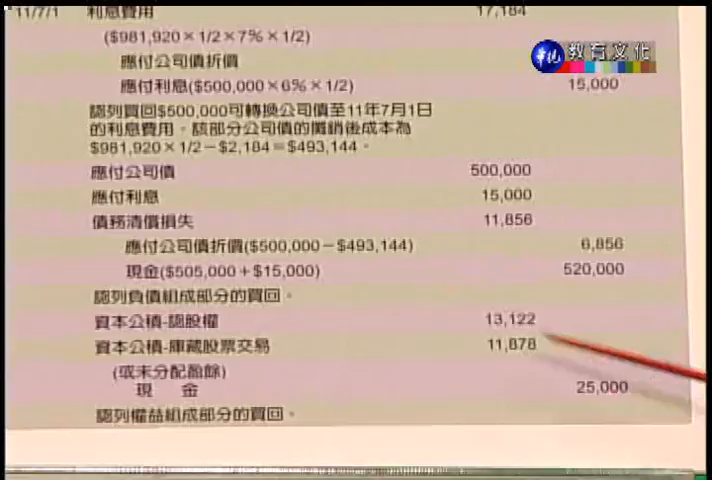 11/7/1 利息費用 17,184
($981,920×1/2×7%×1/2)
應付公司債折價
應付利息($500,000×6%×1/2) 15,000
認列買回$500,000可轉換公司債至11年7月1日
的利息費用。該部分公司債的攤銷後成本為
$981,920×1/2-$2,184=$493,144。
應付公司債 500,000
應付利息 15,000
債務清償損失 11,856
應付公司債折價($500,000-$493,144) 6,856
現金($505,000+$15,000) 520,000
認列負債組成部分的買回。
資本公積-認股權 13,122
資本公積-庫藏股票交易 11,878
(或未分配盈餘)
現 金 25,000
認列權益組成部分的買回。
華視 教育文化